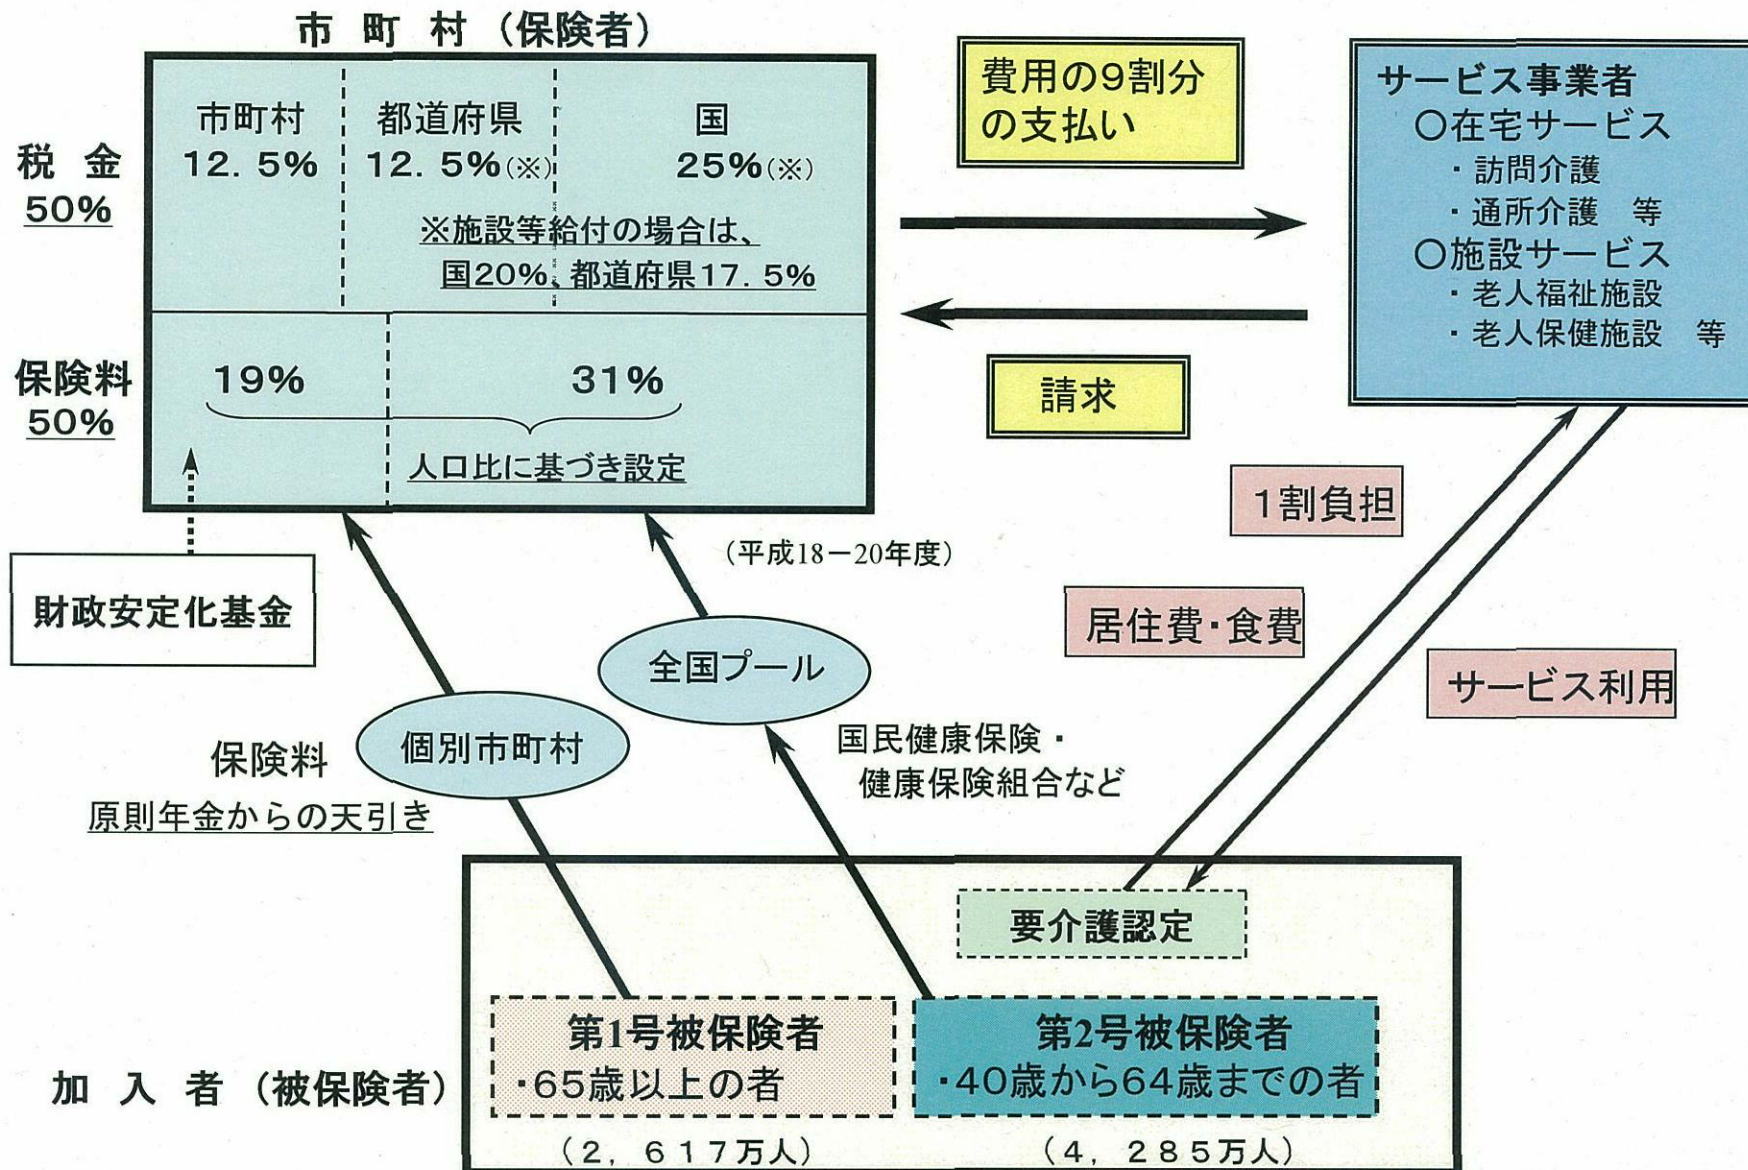 市町村(保険者)
税金
50%
市町村
12.5%
都道府県
12.5%(※)
国
25%(※)
※施設等給付の場合は、
国20%、都道府県17.5%
保険料
50%
19%
31%
人口比に基づき設定
費用の9割分
の支払い
請求
サービス事業者
○在宅サービス
・訪問介護
・通所介護 等
○施設サービス
・老人福祉施設
・老人保健施設 等
財政安定化基金
(平成18-20年度)
1割負担
居住費・食費
サービス利用
全国プール
個別市町村
国民健康保険・
健康保険組合など
保険料
原則年金からの天引き
要介護認定
加入者(被保険者)
第1号被保険者
・65歳以上の者
(2,617万人)
第2号被保険者
・40歳から64歳までの者
(4,285万人)